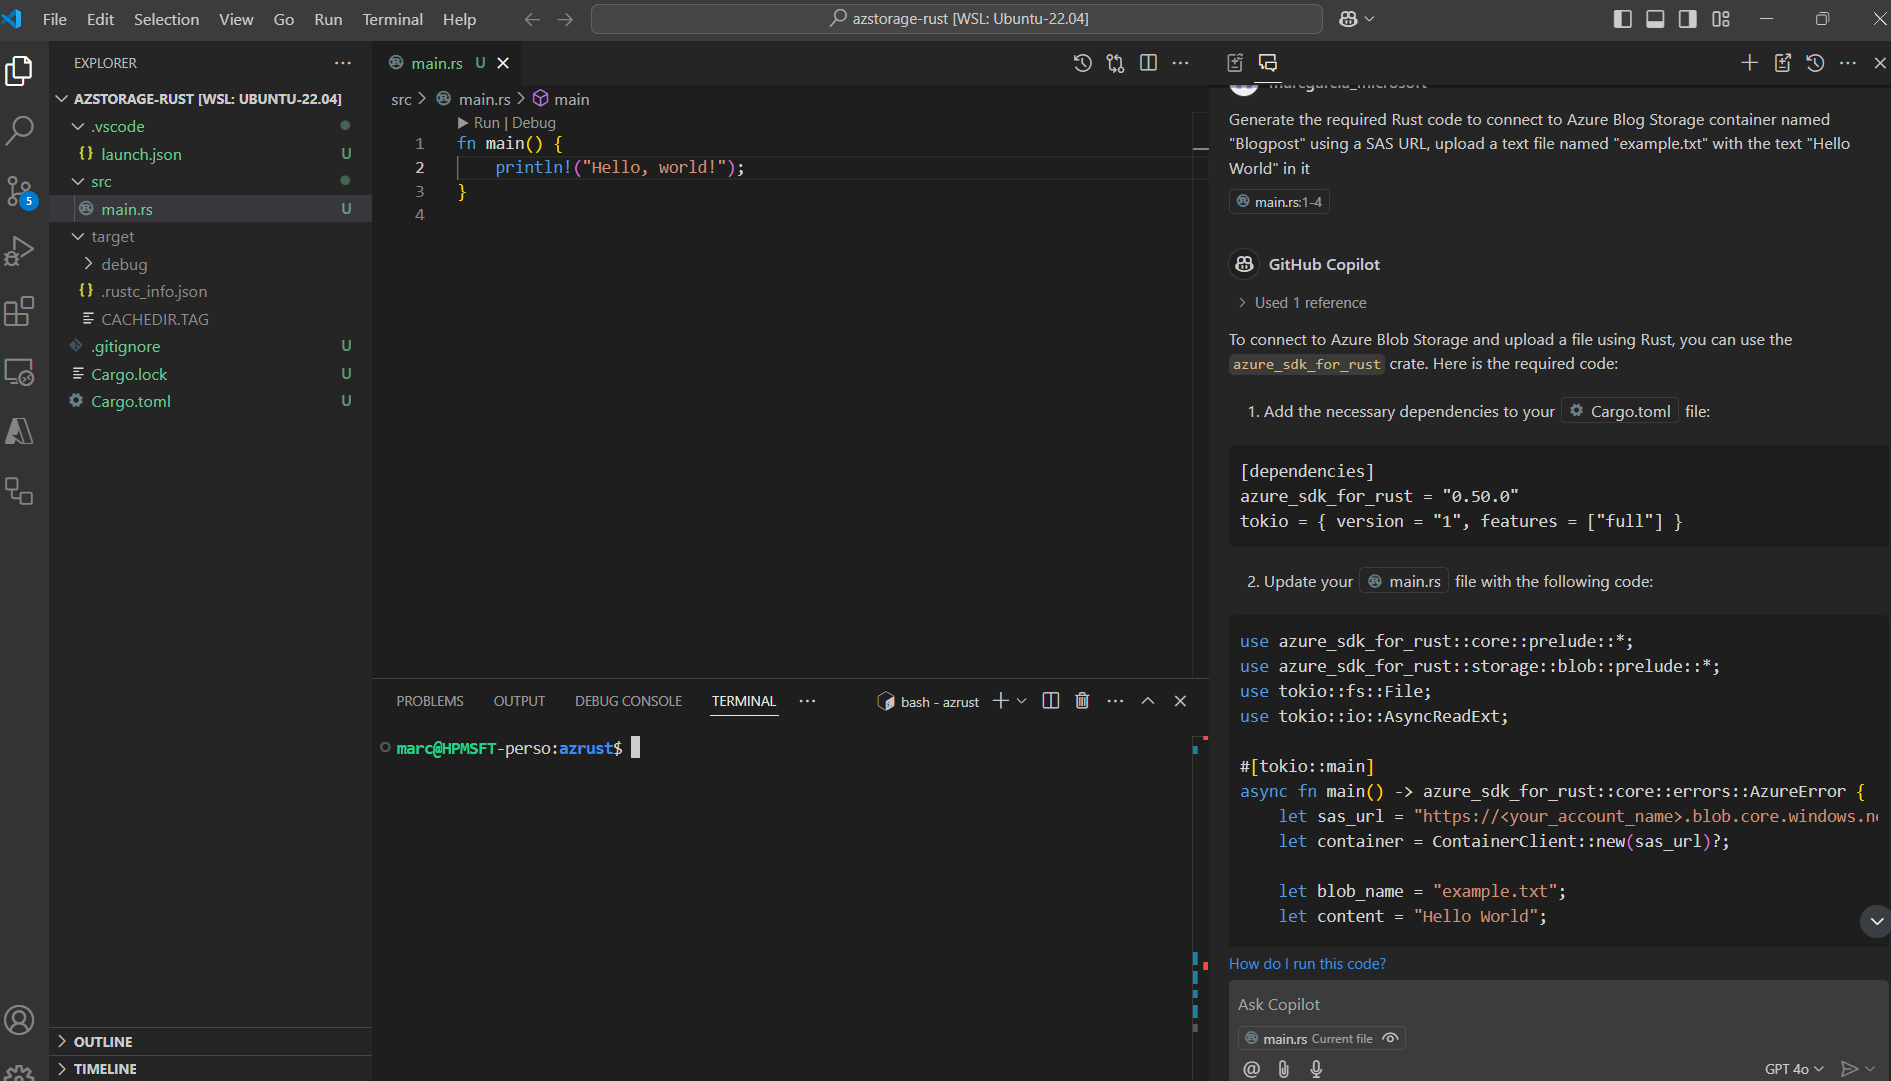 File Edit Selection View Go Run Terminal Help
azstorage-rust [WSL: Ubuntu-22.04]
EXPLORER
AZSTORAGE-RUST [WSL: UBUNTU-22.04]
.vscode
{} launch.json U
src
main.rs U
target
debug
{} .rustc_info.json
CACHEDIR.TAG
.gitignore U
Cargo.lock U
Cargo.toml U
5
OUTLINE
TIMELINE
main.rs U
src > main.rs > main
Run | Debug
1 fn main() {
2 println!("Hello, world!");
3 }
4
PROBLEMS OUTPUT DEBUG CONSOLE TERMINAL
bash - azrust
marc@HPMSFT-perso:azrust$
marcgarcia_microsoft
Generate the required Rust code to connect to Azure Blog Storage container named
"Blogpost" using a SAS URL, upload a text file named "example.txt" with the text "Hello
World" in it
main.rs:1-4
GitHub Copilot
Used 1 reference
To connect to Azure Blob Storage and upload a file using Rust, you can use the
azure_sdk_for_rust crate. Here is the required code:
1. Add the necessary dependencies to your Cargo.toml file:
[dependencies]
azure_sdk_for_rust = "0.50.0"
tokio = { version = "1", features = ["full"] }
2. Update your main.rs file with the following code:
use azure_sdk_for_rust::core::prelude::*;
use azure_sdk_for_rust::storage::blob::prelude::*;
use tokio::fs::File;
use tokio::io::AsyncReadExt;
#[tokio::main]
async fn main() -> azure_sdk_for_rust::core::errors::AzureError {
let sas_url = "https://<your_account_name>.blob.core.windows.ne
let container = ContainerClient::new(sas_url)?;
let blob_name = "example.txt";
let content = "Hello World";
How do I run this code?
Ask Copilot
main.rs Current file
GPT 4o